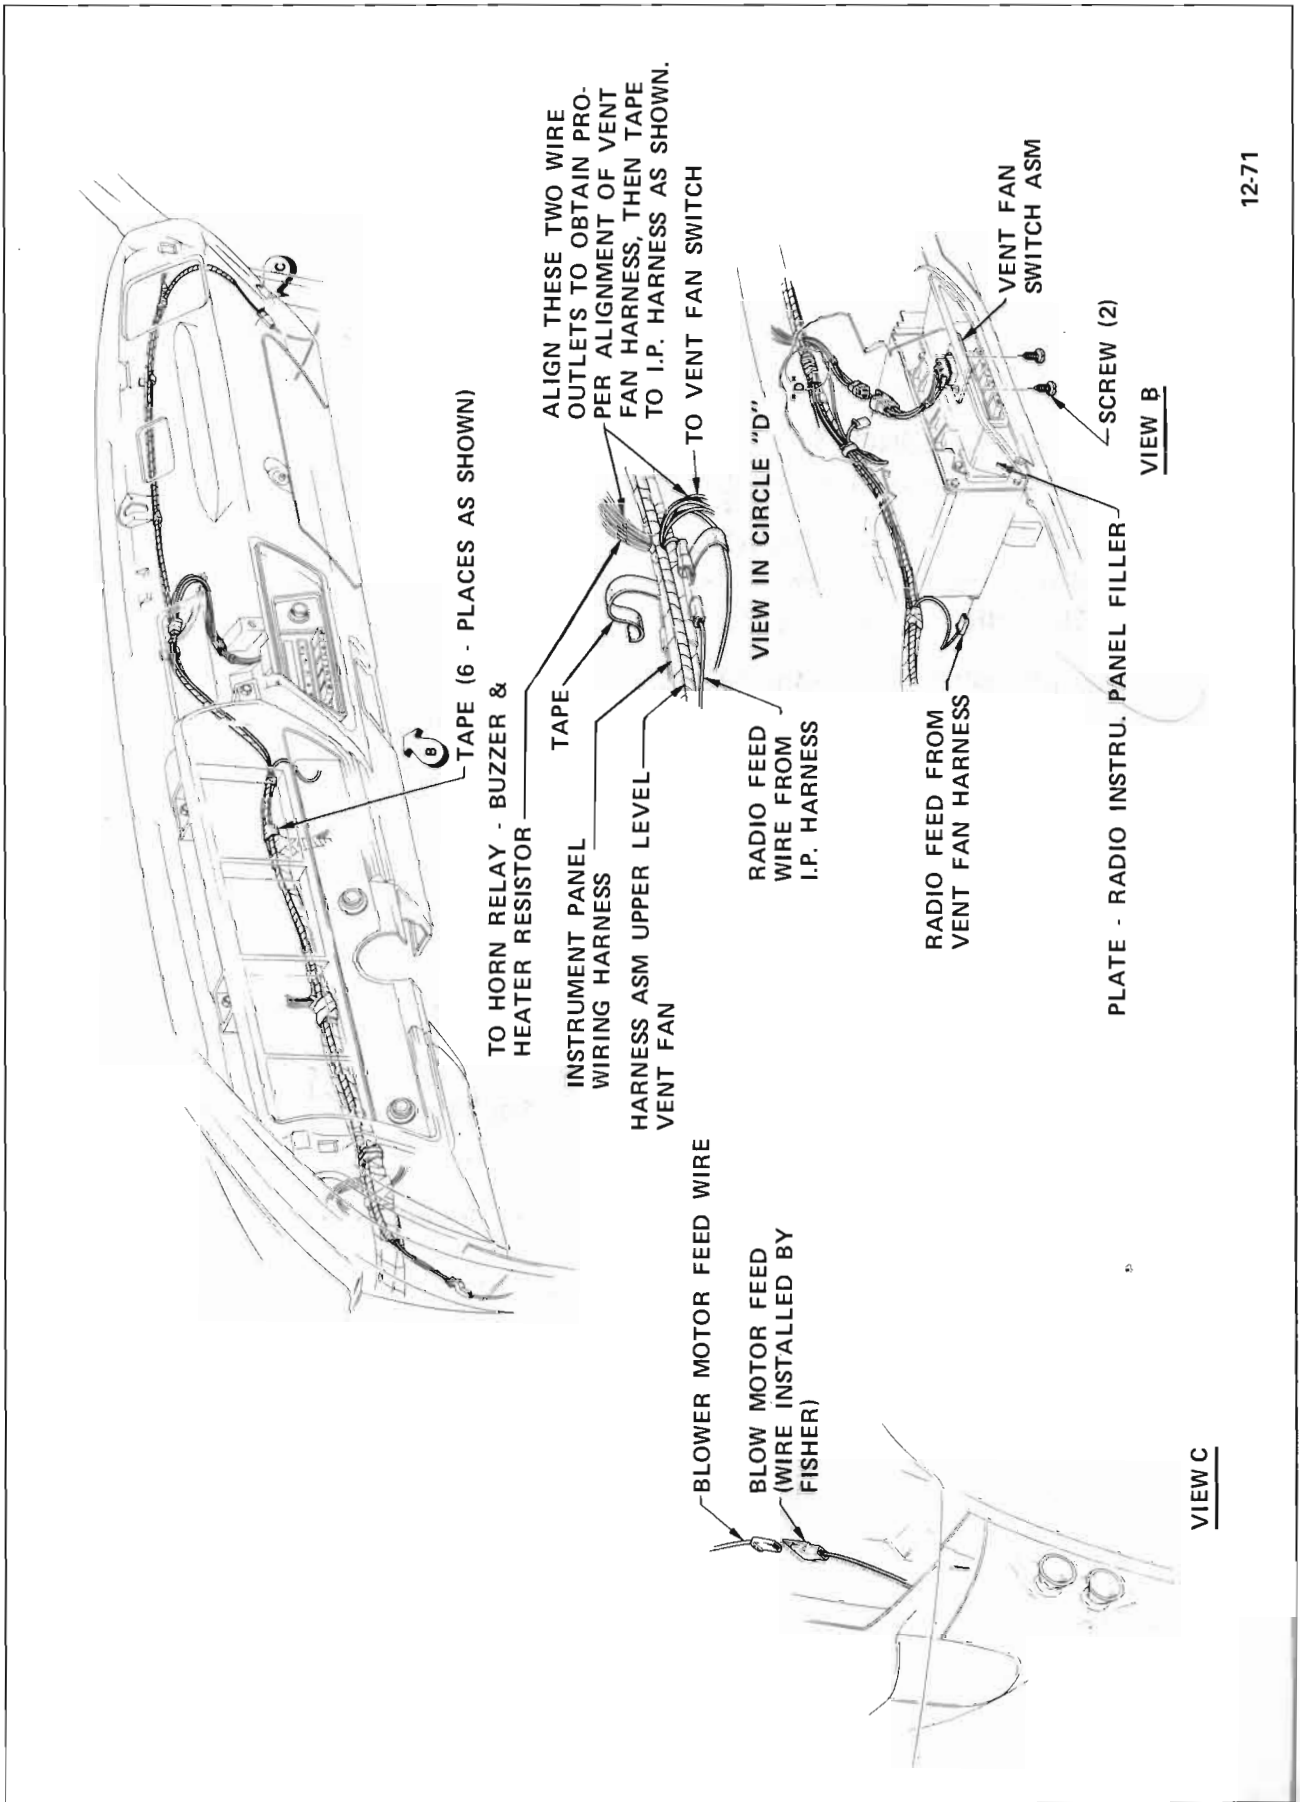 C
B
TAPE (6 - PLACES AS SHOWN)
TO HORN RELAY - BUZZER &
HEATER RESISTOR
ALIGN THESE TWO WIRE
OUTLETS TO OBTAIN PRO-
PER ALIGNMENT OF VENT
FAN HARNESS, THEN TAPE
TO I.P. HARNESS AS SHOWN.
TAPE
TO VENT FAN SWITCH
INSTRUMENT PANEL
WIRING HARNESS
HARNESS ASM UPPER LEVEL
VENT FAN
RADIO FEED
WIRE FROM
I.P. HARNESS
VIEW IN CIRCLE "D"
"D"
VENT FAN
SWITCH ASM
SCREW (2)
RADIO FEED FROM
VENT FAN HARNESS
PLATE - RADIO INSTRU. PANEL FILLER
VIEW B
BLOWER MOTOR FEED WIRE
BLOW MOTOR FEED
(WIRE INSTALLED BY
FISHER)
VIEW C
12-71